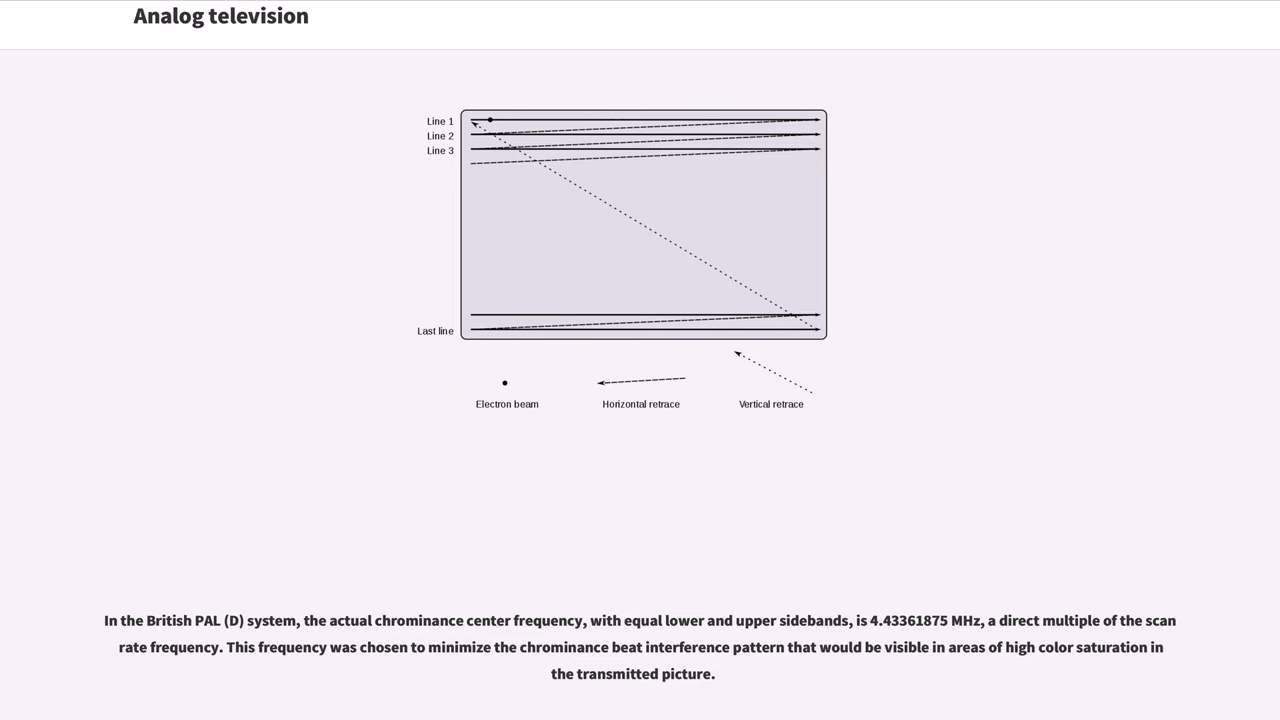 Analog television
Line 1
Line 2
Line 3
Last line
Electron beam
Horizontal retrace
Vertical retrace
In the British PAL (D) system, the actual chrominance center frequency, with equal lower and upper sidebands, is 4.43361875 MHz, a direct multiple of the scan
rate frequency. This frequency was chosen to minimize the chrominance beat interference pattern that would be visible in areas of high color saturation in
the transmitted picture.